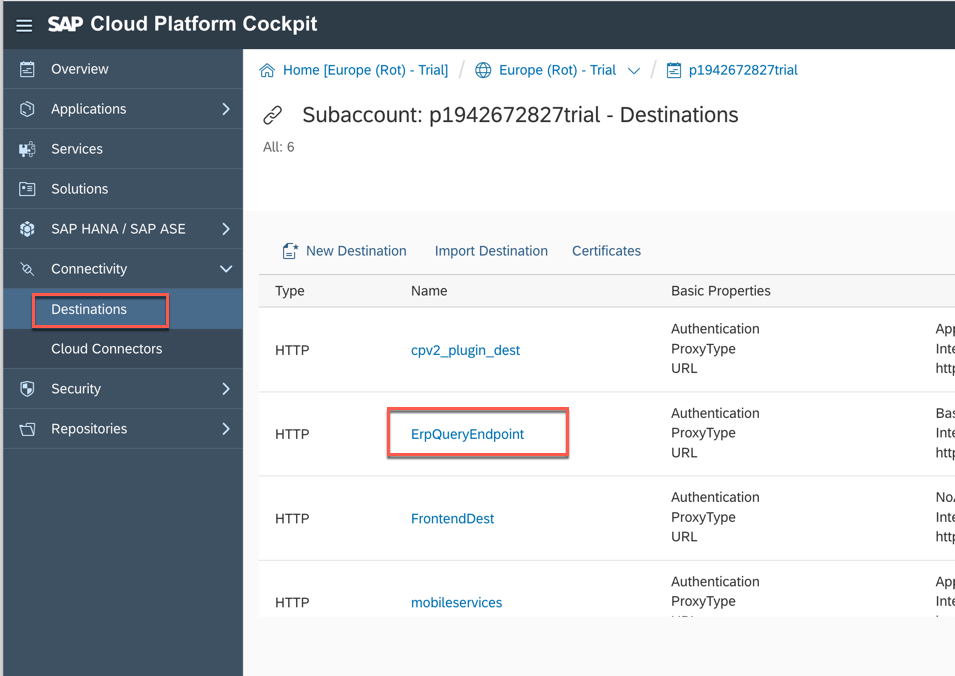 SAP Cloud Platform Cockpit
Overview
Applications
Services
Solutions
SAP HANA / SAP ASE
Connectivity
Destinations
Cloud Connectors
Security
Repositories
Home [Europe (Rot) - Trial] / Europe (Rot) - Trial / p1942672827trial
Subaccount: p1942672827trial - Destinations
All: 6
New Destination Import Destination Certificates
Type Name Basic Properties
HTTP cpv2_plugin_dest
Authentication App
ProxyType Inte
URL http
HTTP ErpQueryEndpoint
Authentication Bas
ProxyType Inte
URL http
HTTP FrontendDest
Authentication NoA
ProxyType Inte
URL http
HTTP mobileservices
Authentication App
ProxyType Inte